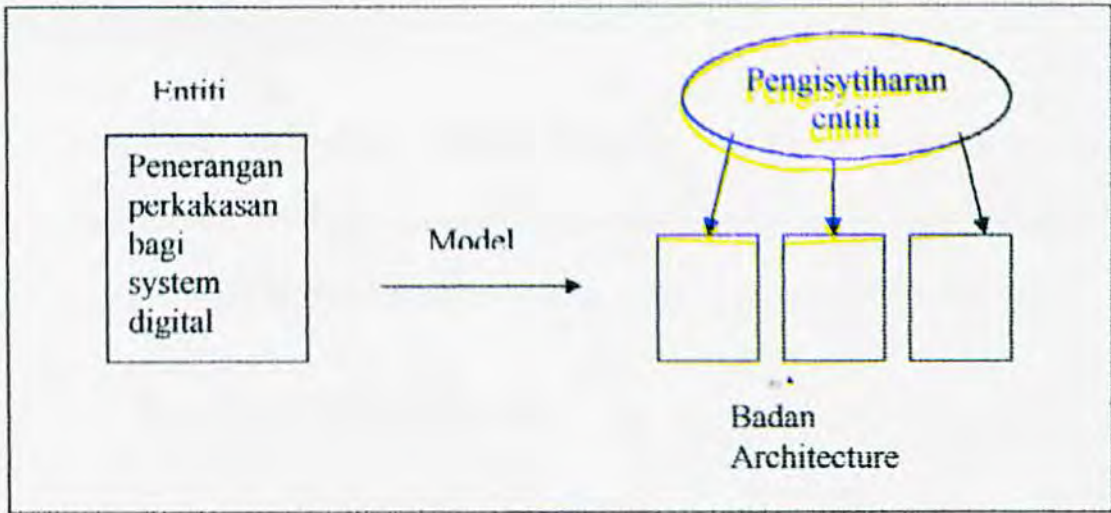 Entiti
Penerangan
perkakasan
bagi
system
digital
Model
Pengisytiharan
entiti
Badan
Architecture